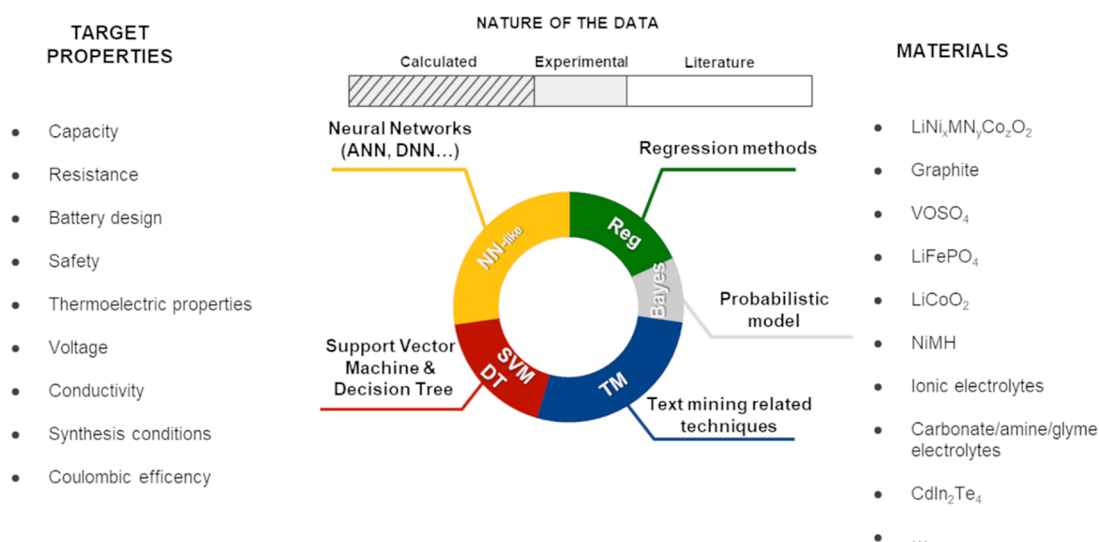 TARGET
PROPERTIES
Capacity
Resistance
Battery design
Safety
Thermoelectric properties
Voltage
Conductivity
Synthesis conditions
Coulombic efficency
NATURE OF THE DATA
Calculated
Experimental
Literature
Neural Networks
(ANN, DNN...)
Regression methods
NN-like
Reg
Bayes
Probabilistic
model
Support Vector
Machine &
Decision Tree
SVM
DT
TM
Text mining related
techniques
MATERIALS
LiNiₓMNᵧCo_zO₂
Graphite
VOSO₄
LiFePO₄
LiCoO₂
NiMH
Ionic electrolytes
Carbonate/amine/glyme
electrolytes
CdIn₂Te₄
...